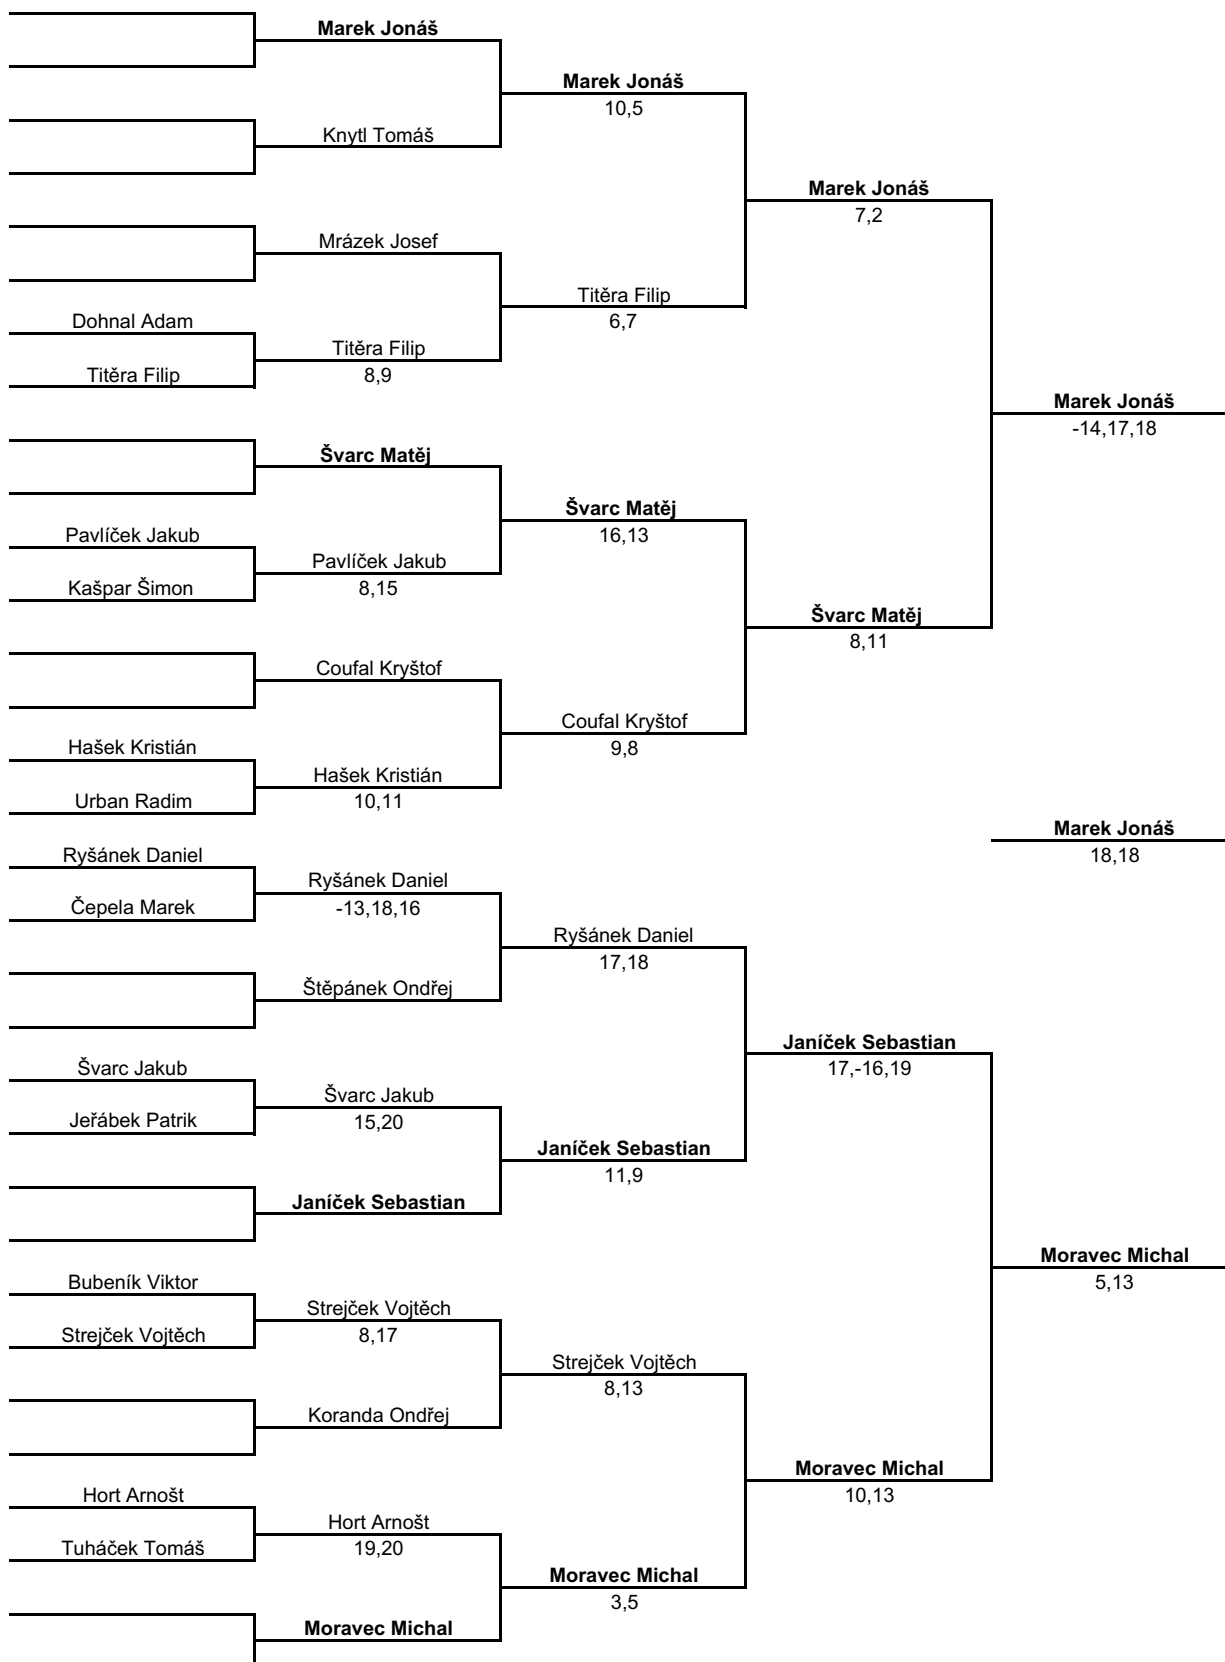 Marek Jonáš
Marek Jonáš
10,5
Knytl Tomáš
Marek Jonáš
7,2
Mrázek Josef
Titěra Filip
6,7
Dohnal Adam
Titěra Filip
8,9
Titěra Filip
Marek Jonáš
-14,17,18
Švarc Matěj
Švarc Matěj
16,13
Pavlíček Jakub
Pavlíček Jakub
8,15
Kašpar Šimon
Švarc Matěj
8,11
Coufal Kryštof
Coufal Kryštof
9,8
Hašek Kristián
Hašek Kristián
10,11
Urban Radim
Marek Jonáš
18,18
Ryšánek Daniel
Ryšánek Daniel
-13,18,16
Čepela Marek
Ryšánek Daniel
17,18
Štěpánek Ondřej
Janíček Sebastian
17,-16,19
Švarc Jakub
Švarc Jakub
15,20
Jeřábek Patrik
Janíček Sebastian
11,9
Janíček Sebastian
Moravec Michal
5,13
Bubeník Viktor
Strejček Vojtěch
8,17
Strejček Vojtěch
Strejček Vojtěch
8,13
Koranda Ondřej
Moravec Michal
10,13
Hort Arnošt
Hort Arnošt
19,20
Tuháček Tomáš
Moravec Michal
3,5
Moravec Michal